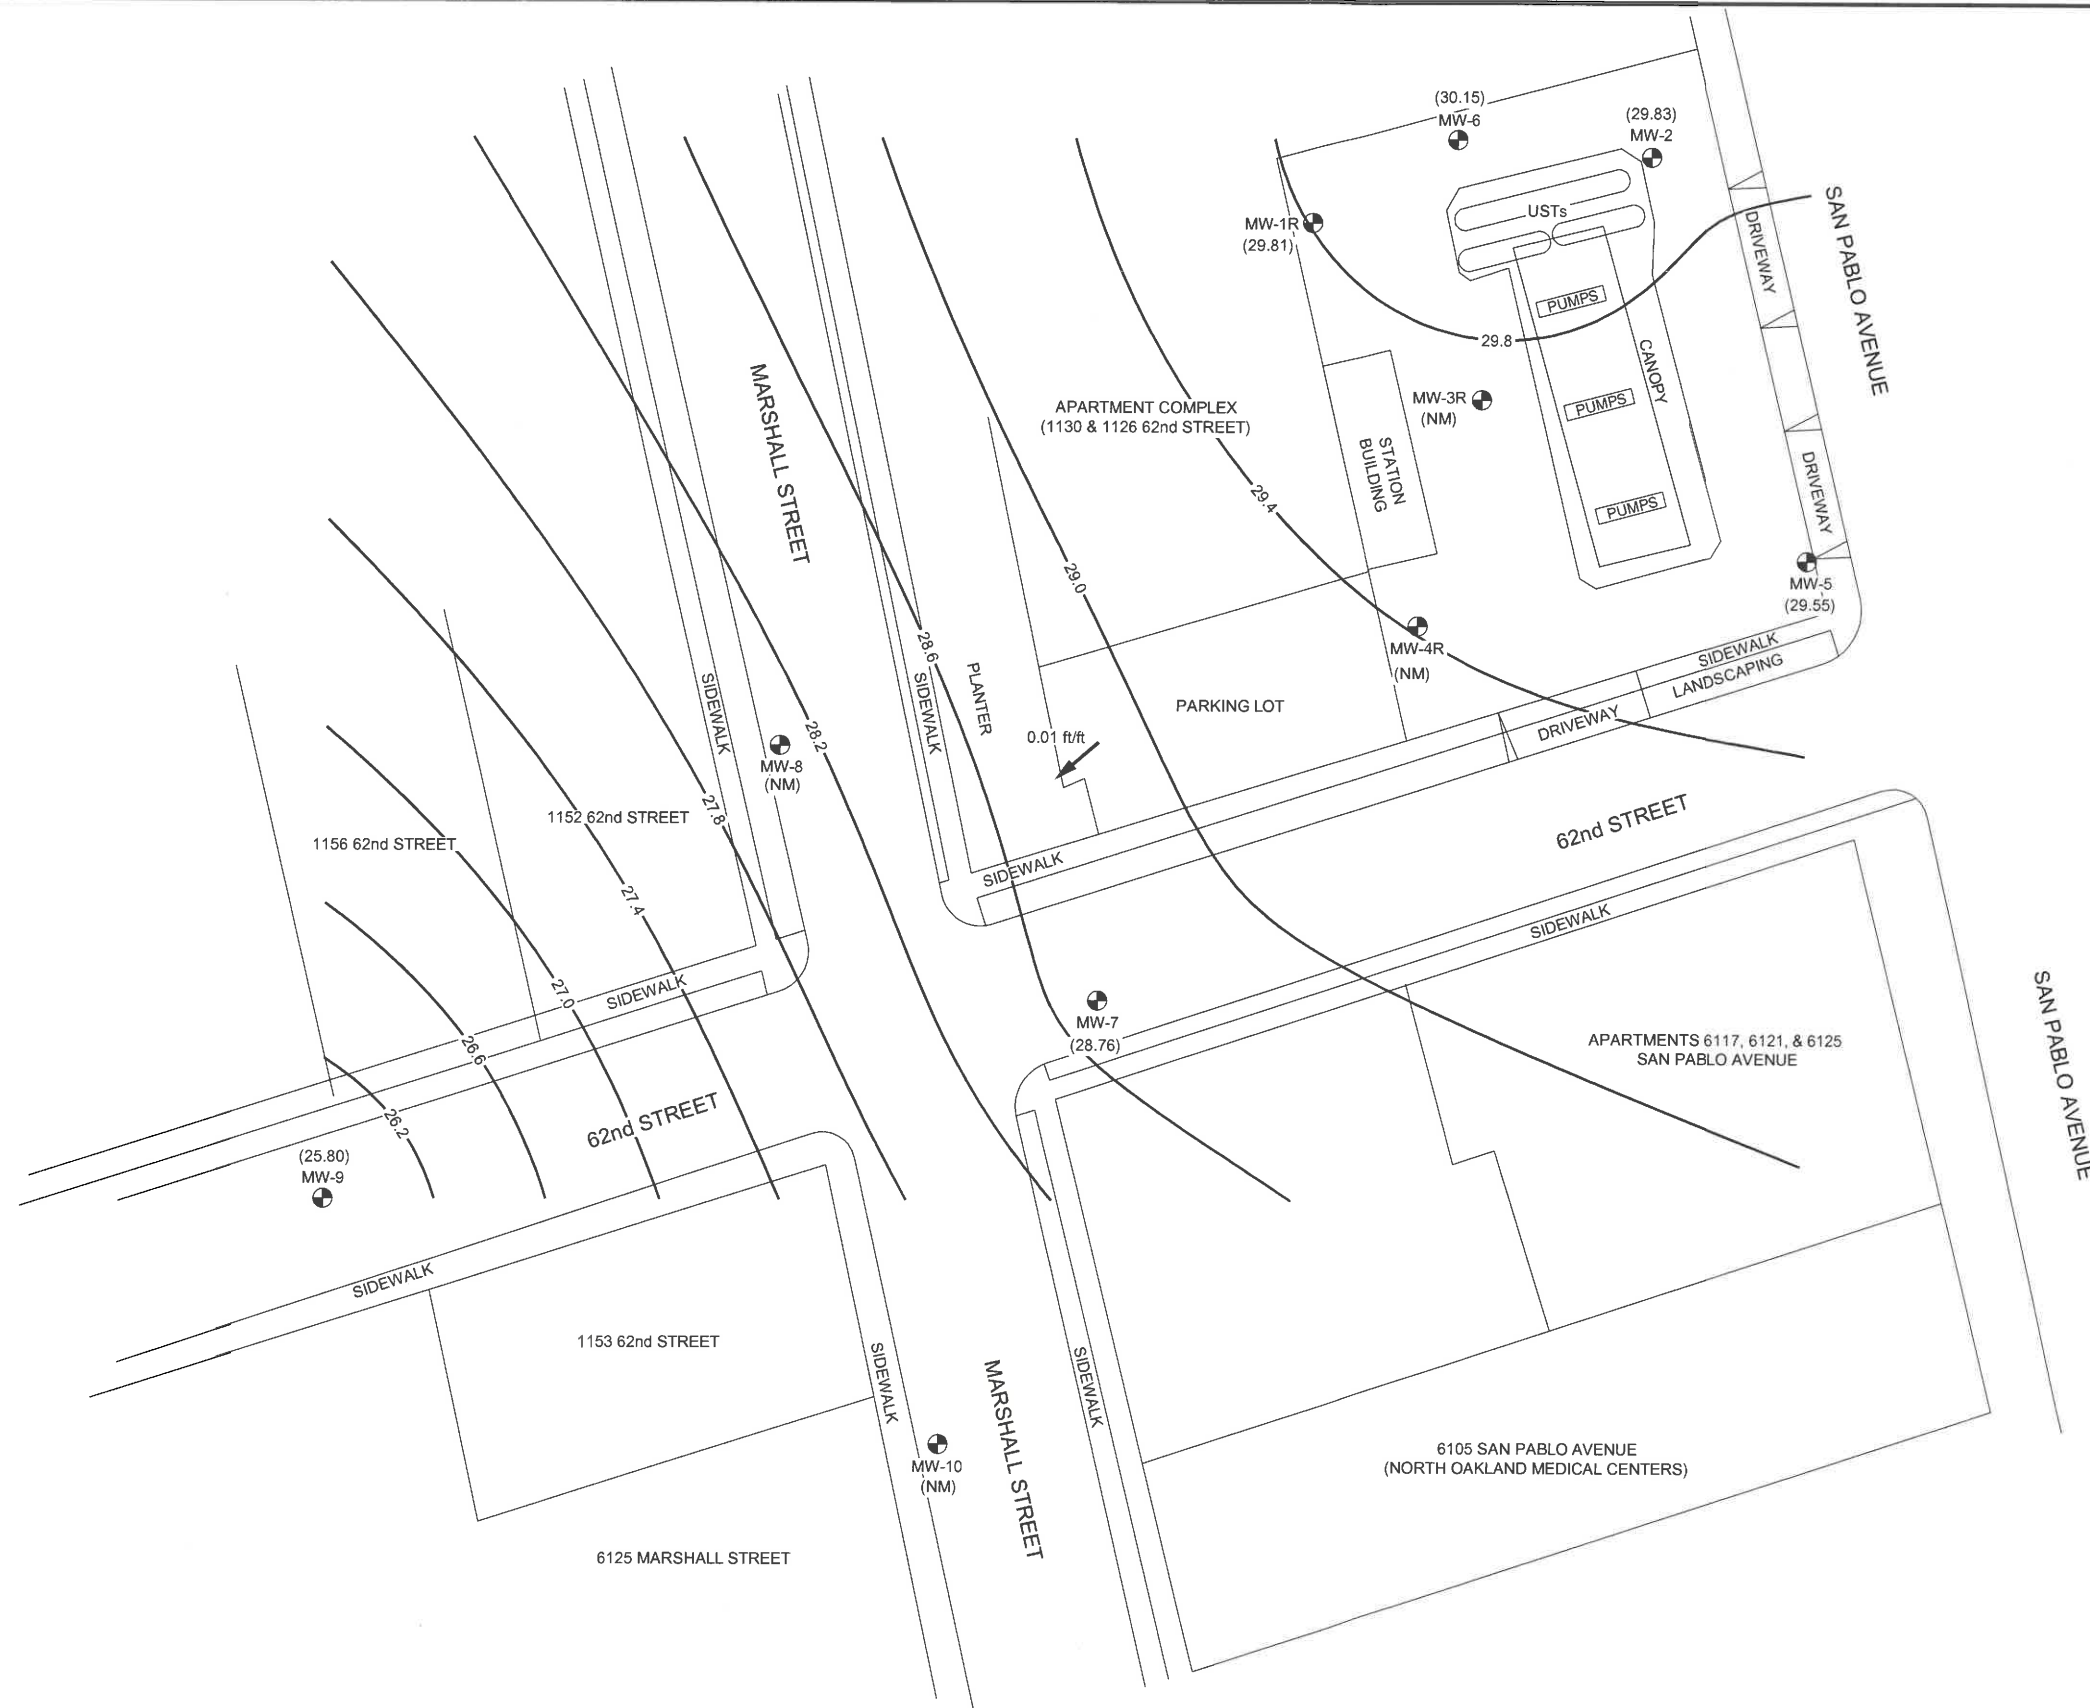 (30.15)
MW-6
(29.83)
MW-2
MW-1R
(29.81)
USTs
DRIVEWAY
SAN PABLO AVENUE
PUMPS
29.8
CANOPY
MARSHALL STREET
APARTMENT COMPLEX
(1130 & 1126 62nd STREET)
MW-3R
(NM)
PUMPS
STATION
BUILDING
29.4
PUMPS
DRIVEWAY
29.0
MW-5
(29.55)
28.6
MW-4R
(NM)
SIDEWALK
LANDSCAPING
SIDEWALK
SIDEWALK
PLANTER
PARKING LOT
DRIVEWAY
28.2
0.01 ft/ft
MW-8
(NM)
27.8
1152 62nd STREET
62nd STREET
1156 62nd STREET
SIDEWALK
27.4
SIDEWALK
27.0
SIDEWALK
MW-7
(28.76)
SAN PABLO AVENUE
26.6
APARTMENTS 6117, 6121, & 6125
SAN PABLO AVENUE
26.2
62nd STREET
(25.80)
MW-9
SIDEWALK
1153 62nd STREET
SIDEWALK
SIDEWALK
MARSHALL STREET
MW-10
(NM)
6105 SAN PABLO AVENUE
(NORTH OAKLAND MEDICAL CENTERS)
6125 MARSHALL STREET